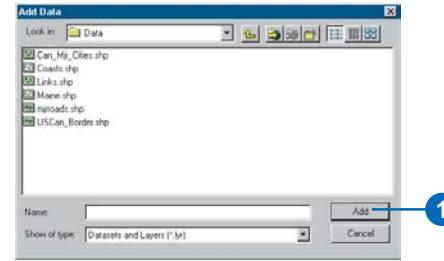 Add Data
Look in: Data
Can_Mjr_Cities.shp
Coasts.shp
Links.shp
Maine.shp
mjroads.shp
USCan_Border.shp
Name: Add
1
Show of type: Datasets and Layers (*.lyr) Cancel